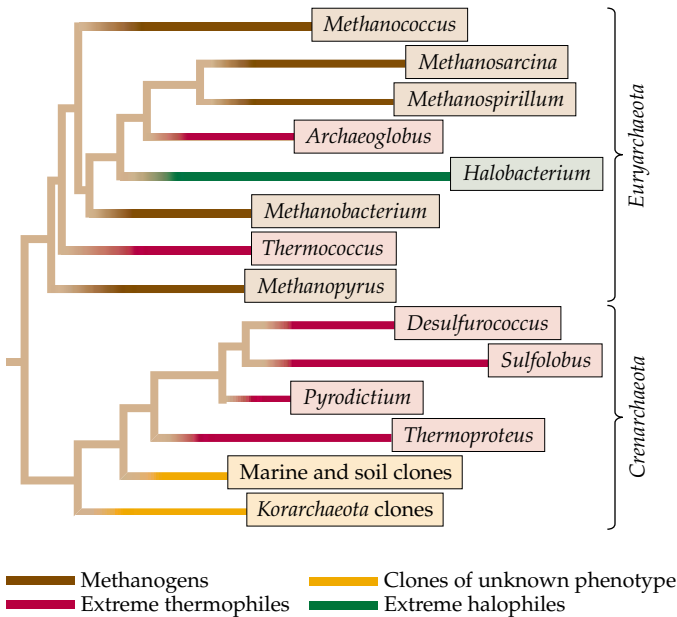 Methanococcus
Methanosarcina
Methanospirillum
Archaeoglobus
Halobacterium
Methanobacterium
Thermococcus
Methanopyrus
Euryarchaeota
Desulfurococcus
Sulfolobus
Pyrodictium
Thermoproteus
Marine and soil clones
Korarchaeota clones
Crenarchaeota
Methanogens
Extreme thermophiles
Clones of unknown phenotype
Extreme halophiles